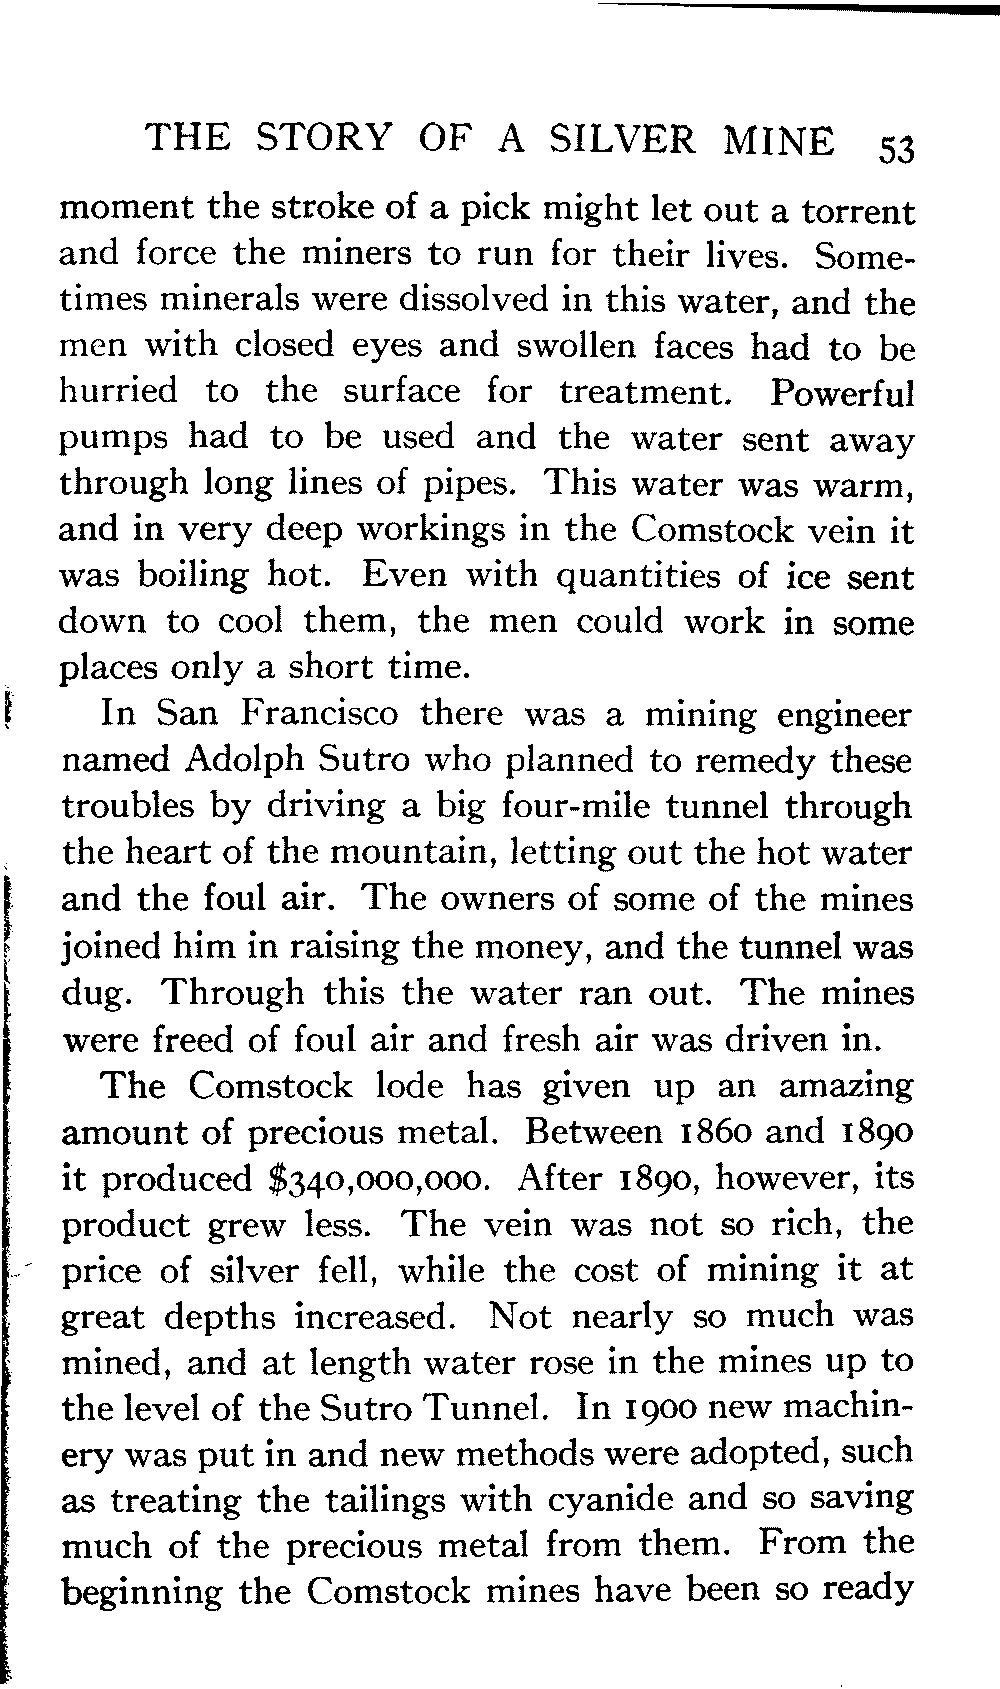 THE STORY OF A SILVER MINE 53
moment the stroke of a pick might let out a torrent
and force the miners to run for their lives. Some-
times minerals were dissolved in this water, and the
men with closed eyes and swollen faces had to be
hurried to the surface for treatment. Powerful
pumps had to be used and the water sent away
through long lines of pipes. This water was warm,
and in very deep workings in the Comstock vein it
was boiling hot. Even with quantities of ice sent
down to cool them, the men could work in some
places only a short time.
In San Francisco there was a mining engineer
named Adolph Sutro who planned to remedy these
troubles by driving a big four-mile tunnel through
the heart of the mountain, letting out the hot water
and the foul air. The owners of some of the mines
joined him in raising the money, and the tunnel was
dug. Through this the water ran out. The mines
were freed of foul air and fresh air was driven in.
The Comstock lode has given up an amazing
amount of precious metal. Between 1860 and 1890
it produced $340,000,000. After 1890, however, its
product grew less. The vein was not so rich, the
price of silver fell, while the cost of mining it at
great depths increased. Not nearly so much was
mined, and at length water rose in the mines up to
the level of the Sutro Tunnel. In 1900 new machin-
ery was put in and new methods were adopted, such
as treating the tailings with cyanide and so saving
much of the precious metal from them. From the
beginning the Comstock mines have been so ready